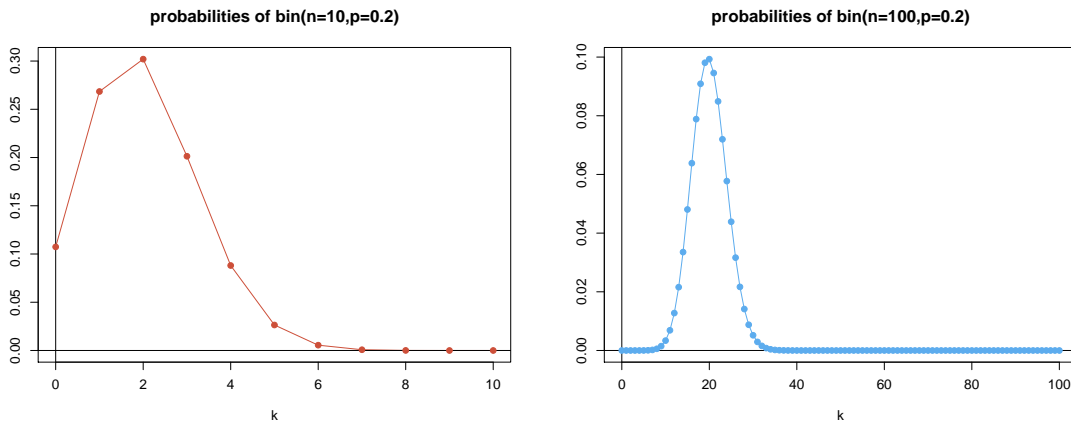 probabilities of bin(n=10,p=0.2)
0.30
0.25
0.20
0.15
0.10
0.05
0.00
0 2 4 6 8 10
k
probabilities of bin(n=100,p=0.2)
0.10
0.08
0.06
0.04
0.02
0.00
0 20 40 60 80 100
k